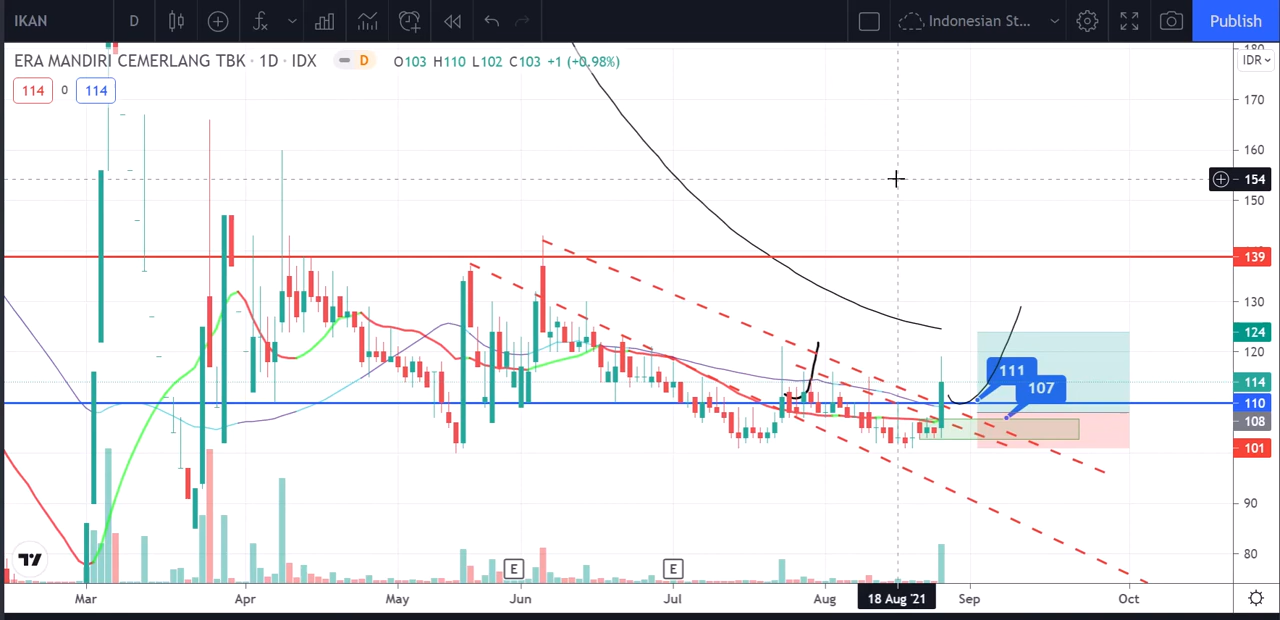 IKAN D Indonesian St... Publish
ERA MANDIRI CEMERLANG TBK · 1D · IDX D O103 H110 L102 C103 +1 (+0.98%)
114 0 114
IDR
180
170
160
154
150
139
130
124
120
114
110
108
101
90
80
111
107
E E
Mar Apr May Jun Jul Aug 18 Aug '21 Sep Oct